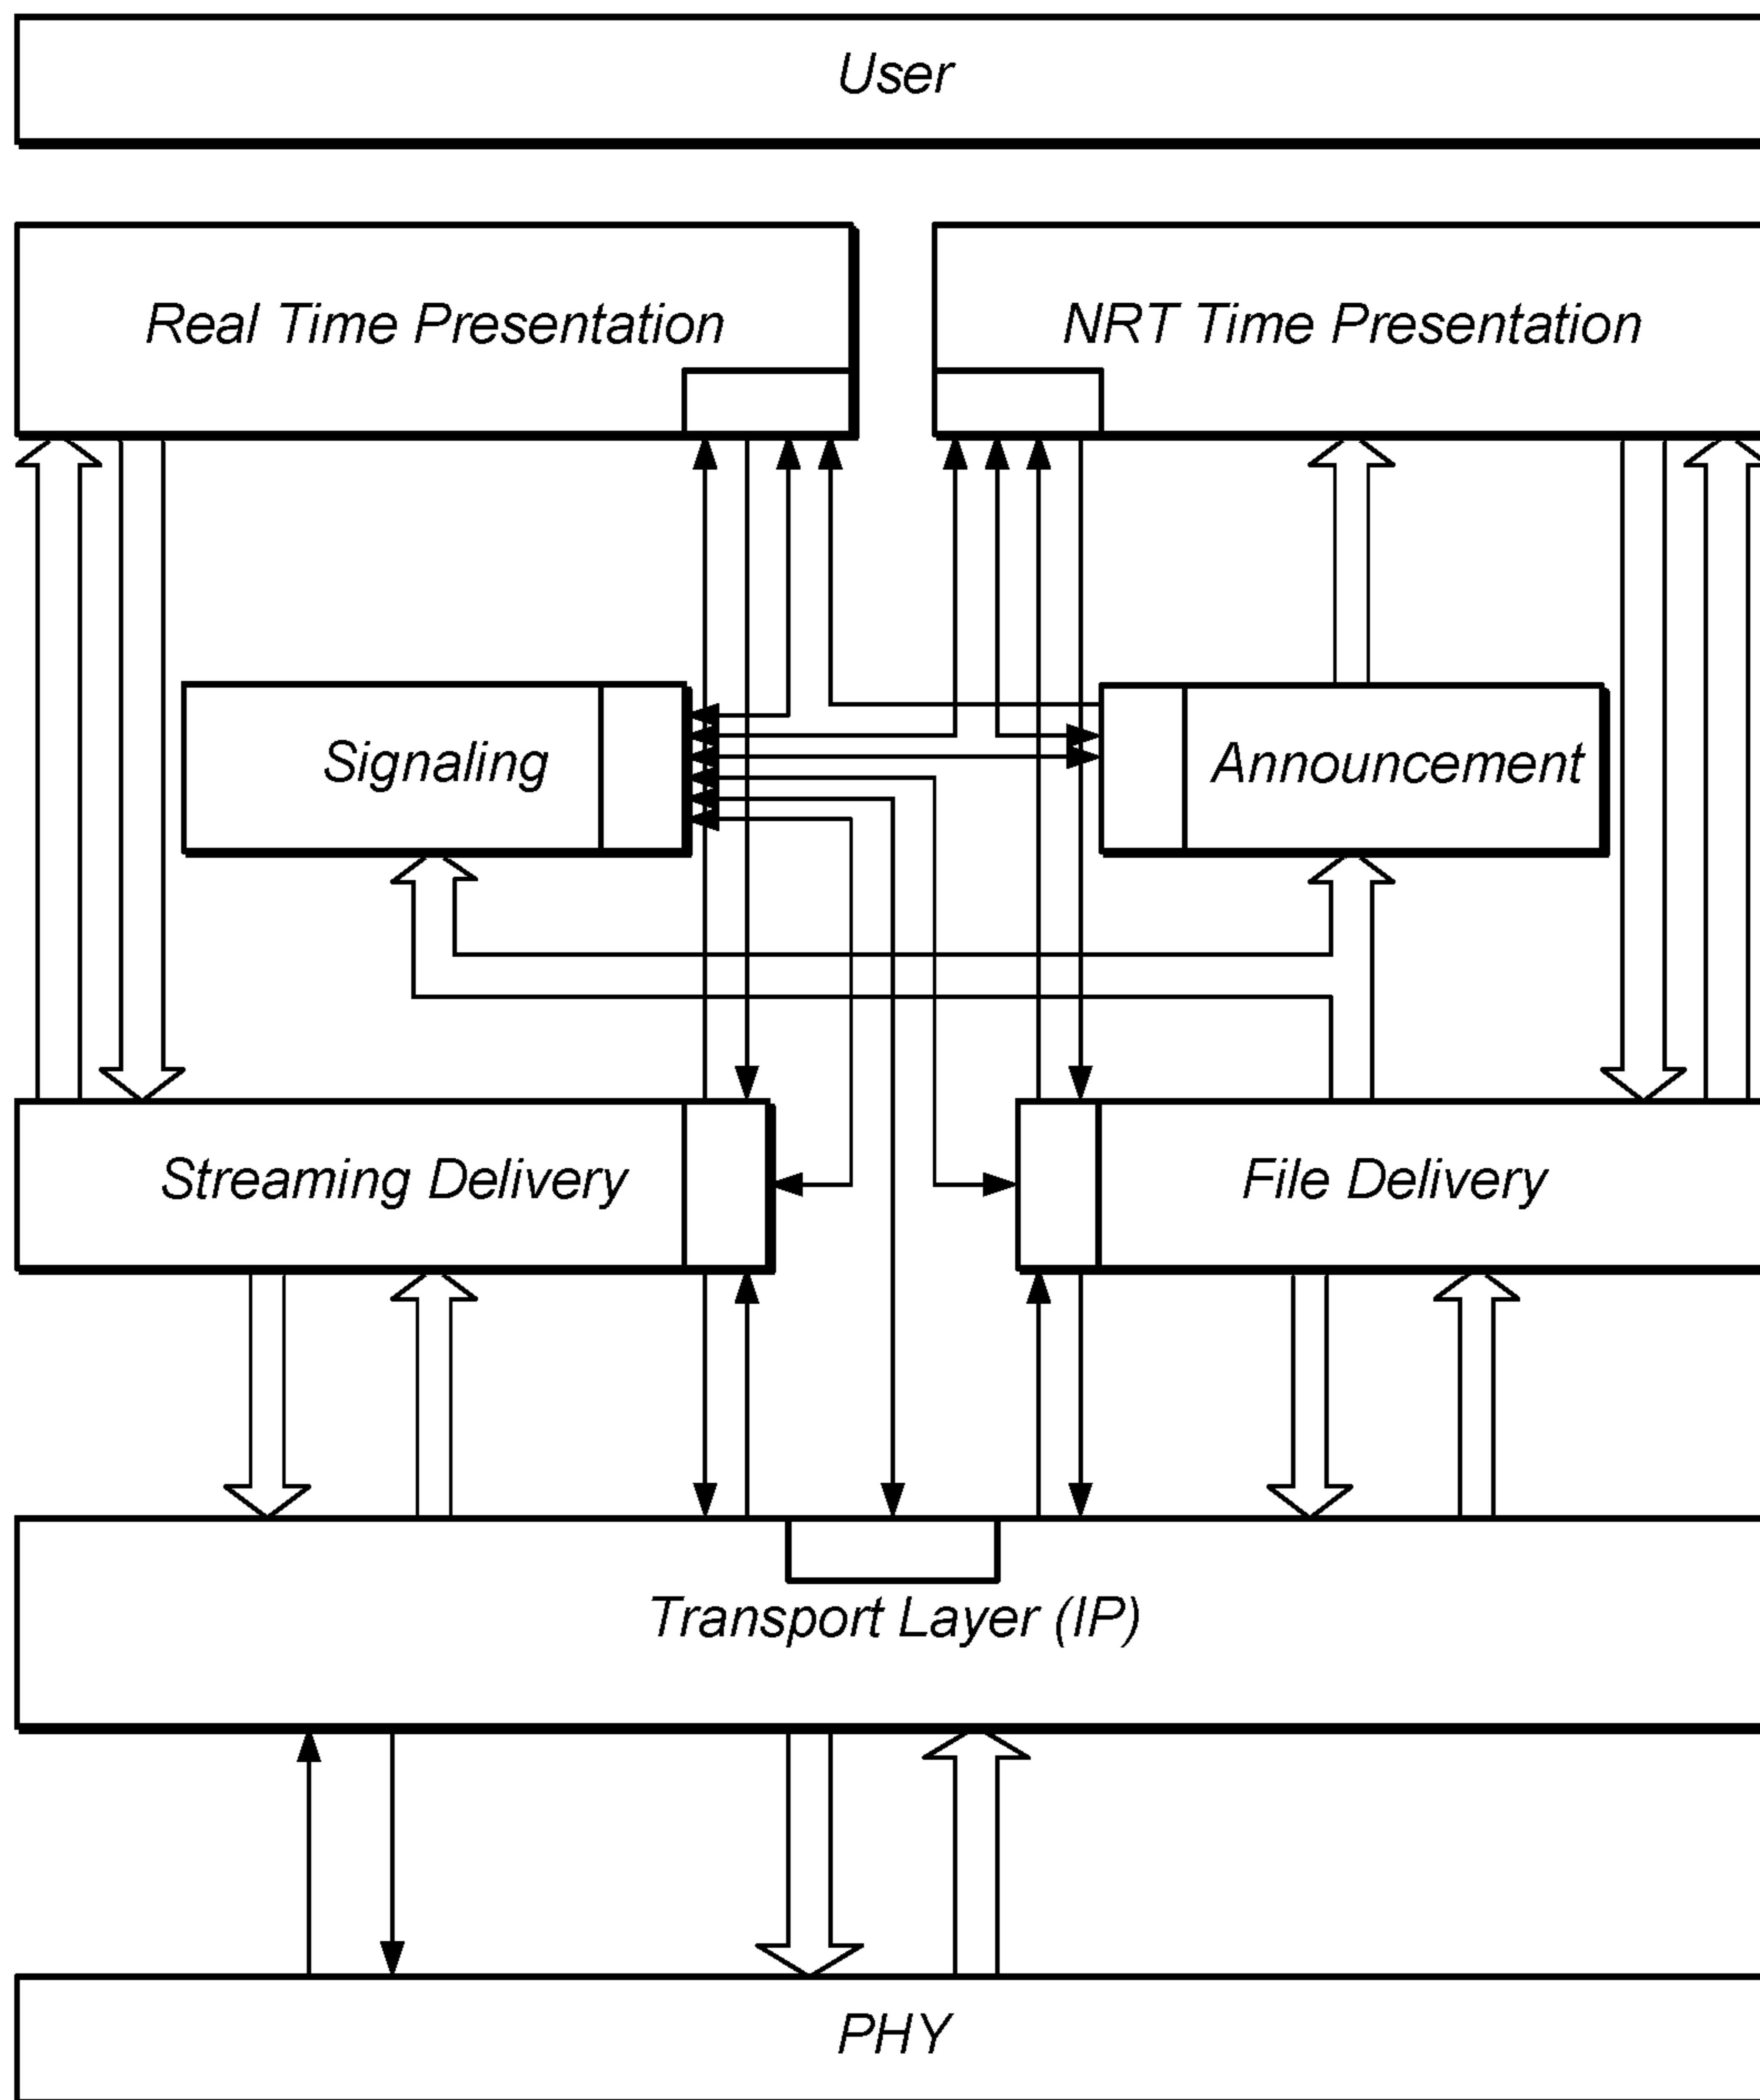 User
Real Time Presentation
NRT Time Presentation
Signaling
Announcement
Streaming Delivery
File Delivery
Transport Layer (IP)
PHY